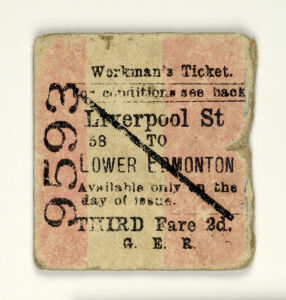 Workman's Ticket.
For conditions see back
Liverpool St
58 TO
LOWER EDMONTON
Available only on the
day of issue.
THIRD Fare 2d.
G. E. R.
9593